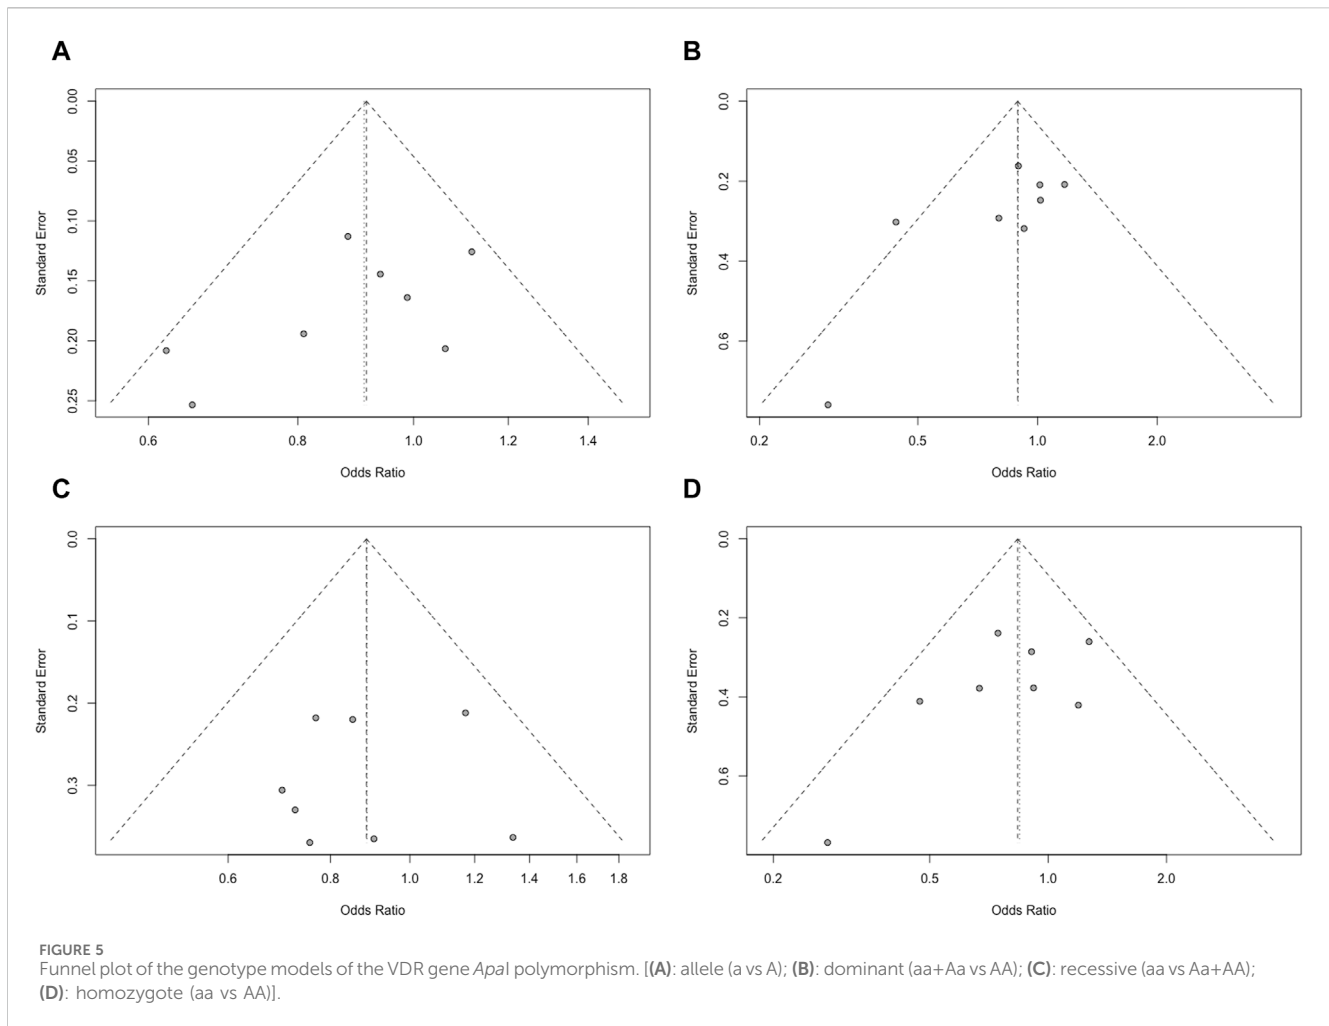 A
0.00
0.05
0.10
0.15
0.20
0.25
Standard Error
0.6
0.8
1.0
1.2
1.4
Odds Ratio
B
0.0
0.2
0.4
0.6
Standard Error
0.2
0.5
1.0
2.0
Odds Ratio
C
0.0
0.1
0.2
0.3
Standard Error
0.6
0.8
1.0
1.2
1.4
1.6
1.8
Odds Ratio
D
0.0
0.2
0.4
0.6
Standard Error
0.2
0.5
1.0
2.0
Odds Ratio
FIGURE 5
Funnel plot of the genotype models of the VDR gene ApaI polymorphism. [(A): allele (a vs A); (B): dominant (aa+Aa vs AA); (C): recessive (aa vs Aa+AA);
(D): homozygote (aa vs AA)].